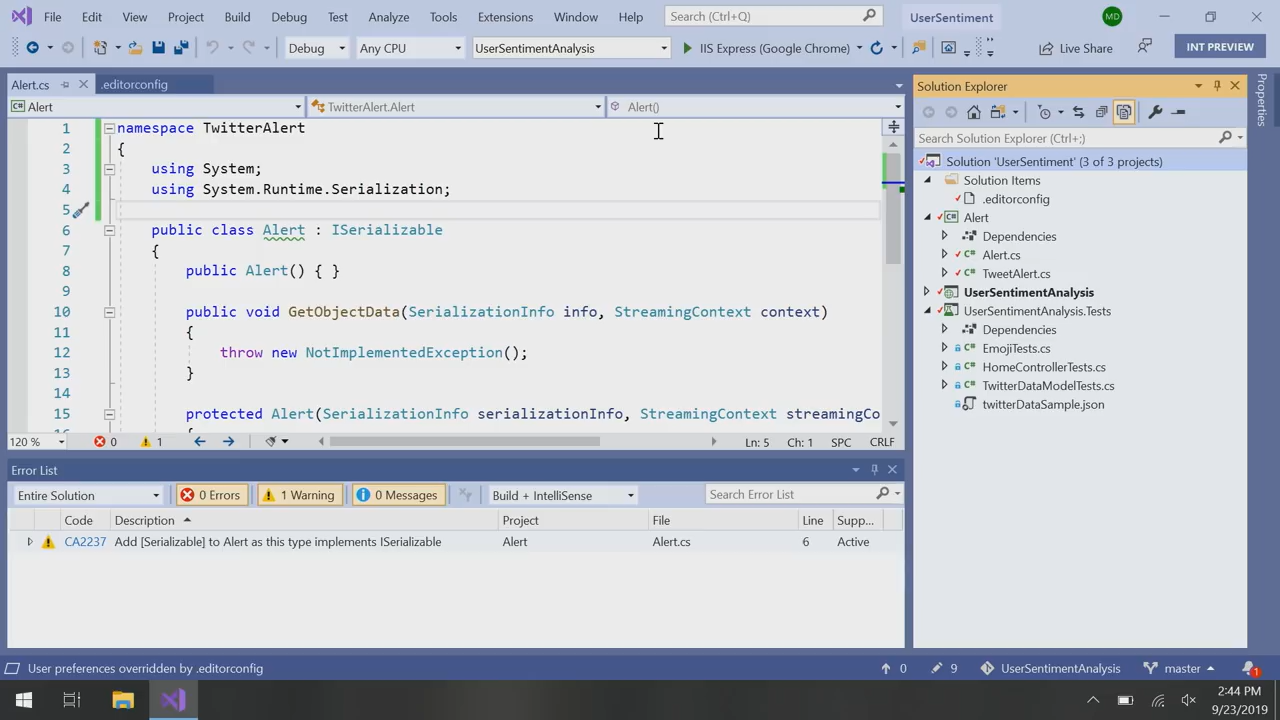 File Edit View Project Build Debug Test Analyze Tools Extensions Window Help Search (Ctrl+Q) UserSentiment MD
Debug Any CPU UserSentimentAnalysis IIS Express (Google Chrome) Live Share INT PREVIEW
Alert.cs .editorconfig
C# Alert TwitterAlert.Alert Alert()
1 namespace TwitterAlert
2 {
3 using System;
4 using System.Runtime.Serialization;
5
6 public class Alert : ISerializable
7 {
8 public Alert() { }
9
10 public void GetObjectData(SerializationInfo info, StreamingContext context)
11 {
12 throw new NotImplementedException();
13 }
14
15 protected Alert(SerializationInfo serializationInfo, StreamingContext streamingCo
16 {
120 % 0 1 Ln: 5 Ch: 1 SPC CRLF
Error List
Entire Solution 0 Errors 1 Warning 0 Messages Build + IntelliSense Search Error List
Code Description Project File Line Supp...
CA2237 Add [Serializable] to Alert as this type implements ISerializable Alert Alert.cs 6 Active
Solution Explorer
Search Solution Explorer (Ctrl+;)
Solution 'UserSentiment' (3 of 3 projects)
Solution Items
.editorconfig
C# Alert
Dependencies
C# Alert.cs
C# TweetAlert.cs
UserSentimentAnalysis
UserSentimentAnalysis.Tests
Dependencies
C# EmojiTests.cs
C# HomeControllerTests.cs
C# TwitterDataModelTests.cs
twitterDataSample.json
Properties
User preferences overridden by .editorconfig 0 9 UserSentimentAnalysis master 1
2:44 PM
9/23/2019